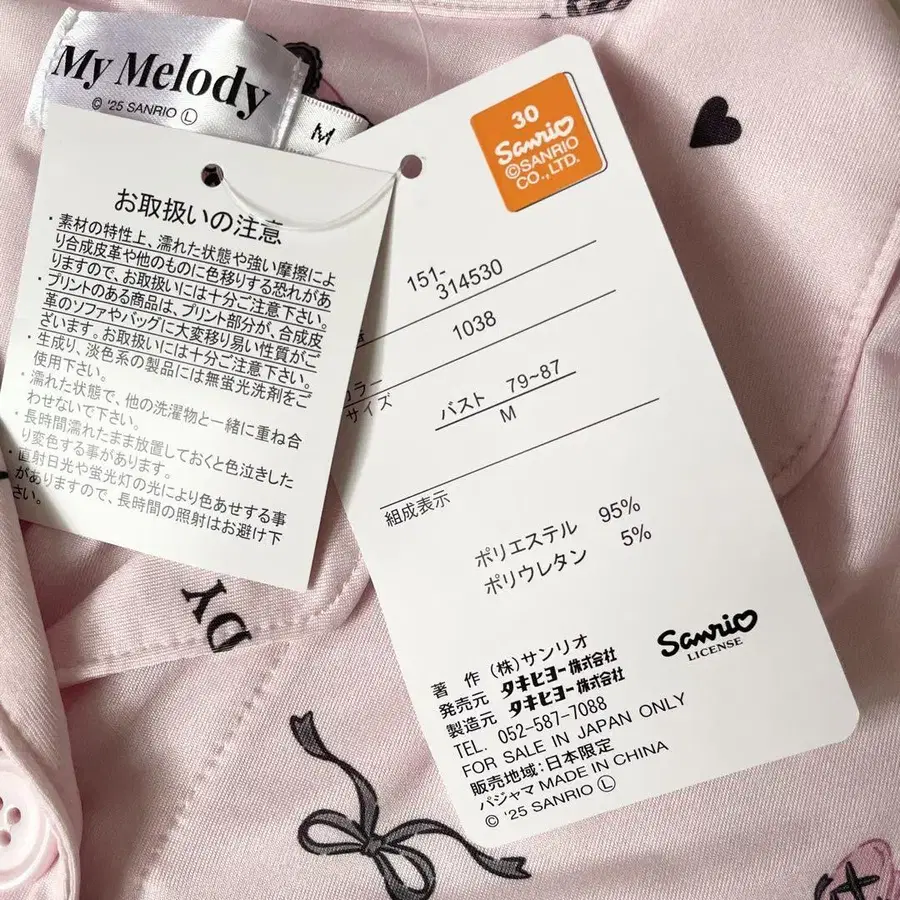 My Melody
© '25 SANRIO Ⓛ
M
お取扱いの注意
・素材の特性上、濡れた状態や強い摩擦によ
り合成皮革や他のものに色移りする恐れがあ
りますので、お取扱いには十分ご注意下さい。
・プリントのある商品は、プリント部分が、合成皮
革のソファやバッグに大変移り易い性質がご
ざいます。お取扱いには十分ご注意下さい。
・生成り、淡色系の製品には無蛍光洗剤をご
使用下さい。
・濡れた状態で、他の洗濯物と一緒に重ね合
わせないで下さい。
・長時間濡れたまま放置しておくと色泣きした
り変色する事があります。
・直射日光や蛍光灯の光により色あせする事
がありますので、長時間の照射はお避け下
さい。
30
Sanrio
©SANRIO
CO.,LTD.
151-
314530
1038
カラー
サイズ
バスト 79~87
M
組成表示
ポリエステル 95%
ポリウレタン 5%
著 作 (株)サンリオ
発売元 タキヒヨー株式会社
製造元 タキヒヨー株式会社
TEL. 052-587-7088
FOR SALE IN JAPAN ONLY
販売地域:日本限定
パジャマ MADE IN CHINA
© '25 SANRIO Ⓛ
Sanrio
LICENSE
DY